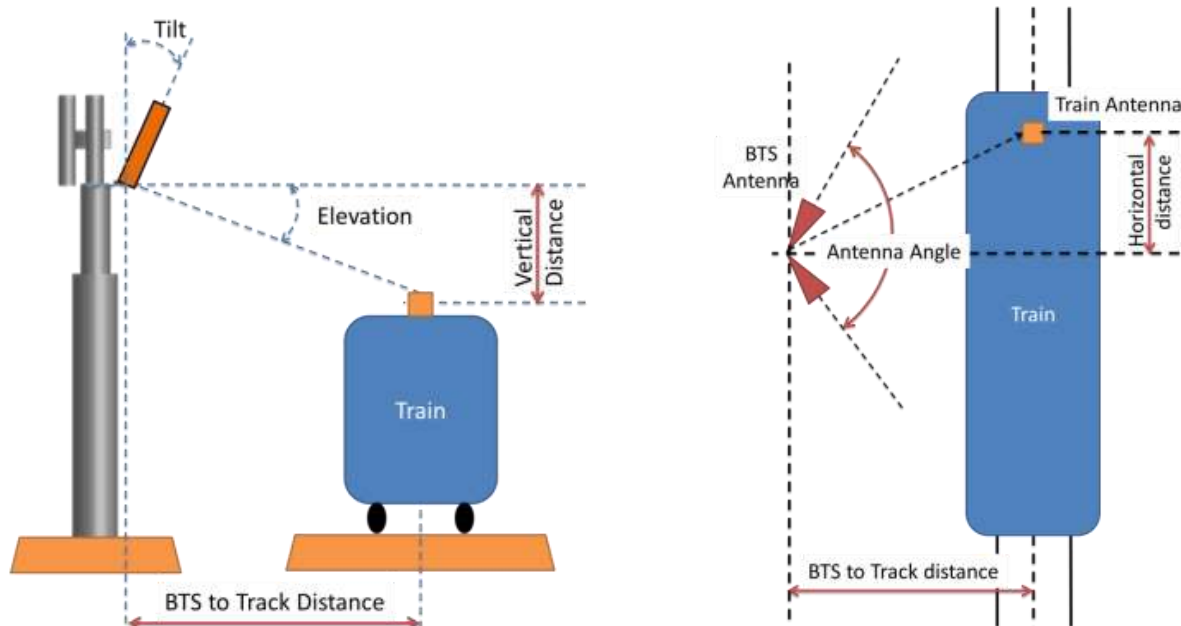 Tilt
Elevation
Vertical
Distance
Train
BTS to Track Distance
Train Antenna
BTS
Antenna
Horizontal
distance
Antenna Angle
Train
BTS to Track distance